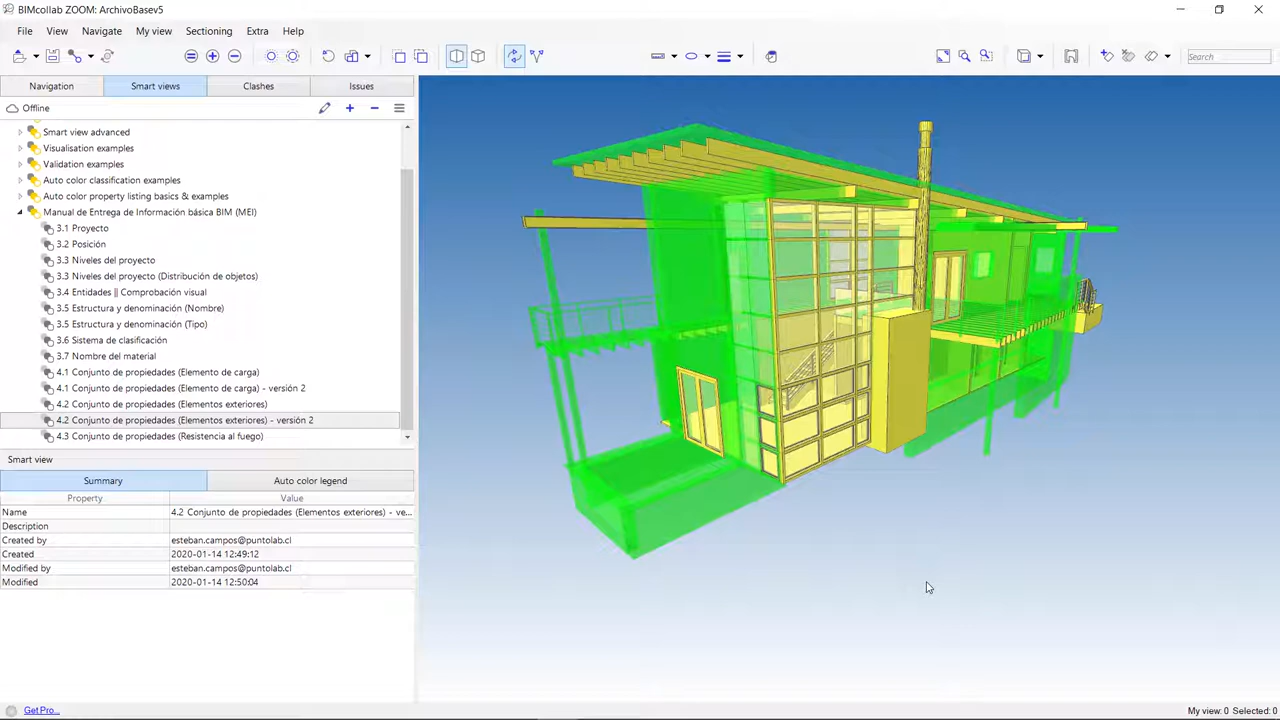 BIMcollab ZOOM: ArchivoBasev5
File View Navigate My view Sectioning Extra Help
Search
Navigation Smart views Clashes Issues
Offline
Smart view advanced
Visualisation examples
Validation examples
Auto color classification examples
Auto color property listing basics & examples
Manual de Entrega de Información básica BIM (MEI)
3.1 Proyecto
3.2 Posición
3.3 Niveles del proyecto
3.3 Niveles del proyecto (Distribución de objetos)
3.4 Entidades || Comprobación visual
3.5 Estructura y denominación (Nombre)
3.5 Estructura y denominación (Tipo)
3.6 Sistema de clasificación
3.7 Nombre del material
4.1 Conjunto de propiedades (Elemento de carga)
4.1 Conjunto de propiedades (Elemento de carga) - versión 2
4.2 Conjunto de propiedades (Elementos exteriores)
4.2 Conjunto de propiedades (Elementos exteriores) - versión 2
4.3 Conjunto de propiedades (Resistencia al fuego)
Smart view
Summary Auto color legend
Property Value
Name 4.2 Conjunto de propiedades (Elementos exteriores) - ve...
Description
Created by esteban.campos@puntolab.cl
Created 2020-01-14 12:49:12
Modified by esteban.campos@puntolab.cl
Modified 2020-01-14 12:50:04
Get Pro... My view: 0 Selected: 0